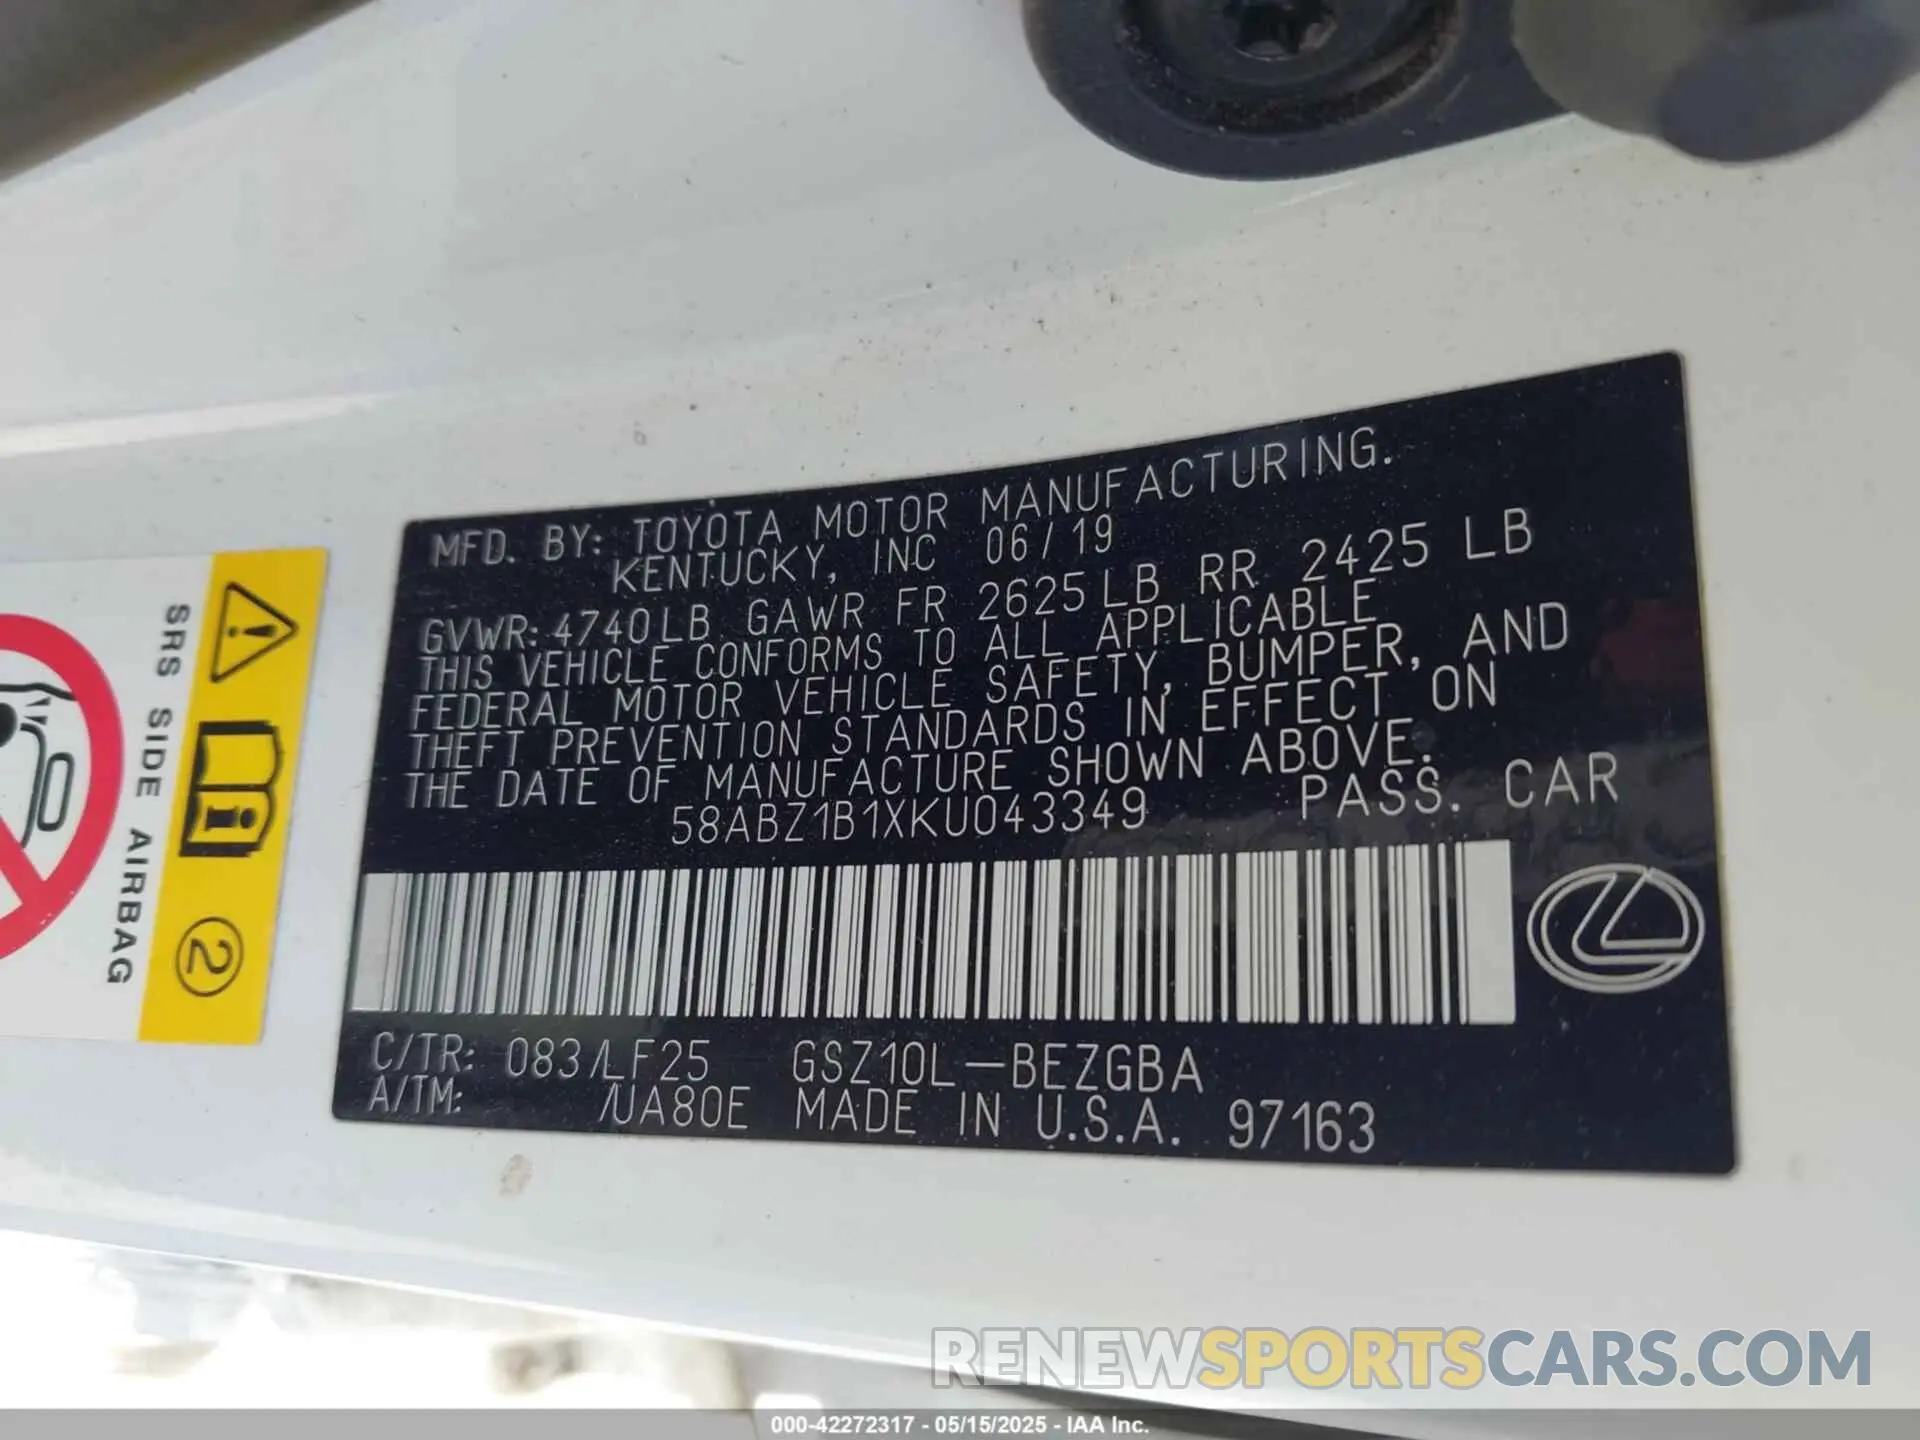 MFD. BY: TOYOTA MOTOR MANUFACTURING.
KENTUCKY, INC 06/19
GVWR: 4740LB GAWR FR 2625LB RR 2425 LB
THIS VEHICLE CONFORMS TO ALL APPLICABLE
FEDERAL MOTOR VEHICLE SAFETY, BUMPER, AND
THEFT PREVENTION STANDARDS IN EFFECT ON
THE DATE OF MANUFACTURE SHOWN ABOVE.
58ABZ1B1XKU043349 PASS. CAR
C/TR: 083/LF25 GSZ10L-BEZGBA
A/TM: /UA80E MADE IN U.S.A. 97163
SRS SIDE AIRBAG
2
RENEWSPORTSCARS.COM
000-42272317 - 05/15/2025 - IAA Inc.